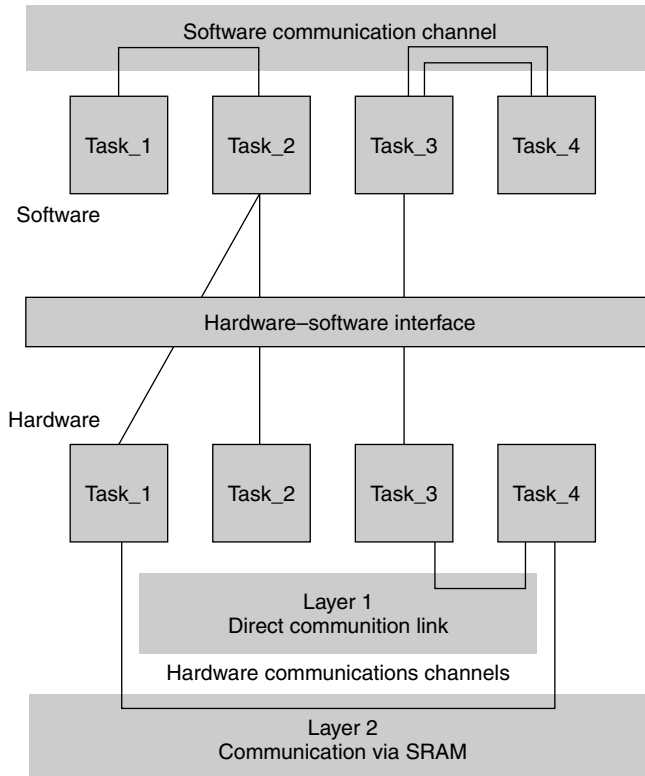 Software communication channel
Task_1
Task_2
Task_3
Task_4
Software
Hardware–software interface
Hardware
Task_1
Task_2
Task_3
Task_4
Layer 1
Direct communition link
Hardware communications channels
Layer 2
Communication via SRAM